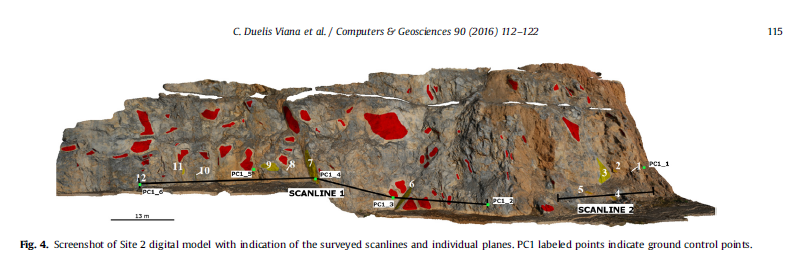 C. Duelis Viana et al. / Computers & Geosciences 90 (2016) 112–122
115
11
10
9
8
7
12
PC1_6
PC1_5
PC1_4
SCANLINE 1
6
PC1_3
PC1_2
5
4
3
2
1
PC1_1
SCANLINE 2
13 m
Fig. 4. Screenshot of Site 2 digital model with indication of the surveyed scanlines and individual planes. PC1 labeled points indicate ground control points.